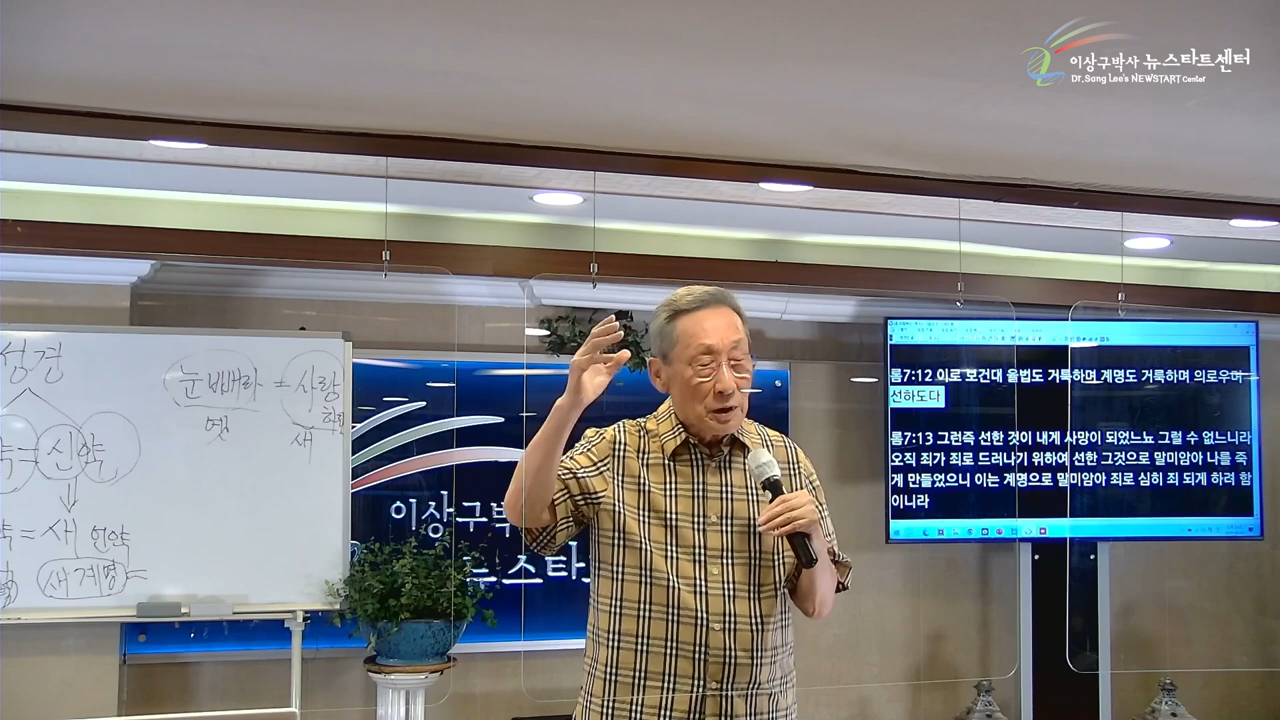 이상구박사 뉴스타트센터
Dr. Sang Lee's NEWSTART Center
성경
눈빼라 = 사랑
옛
새
신약
= 새 언약
새계명 =
이상구
뉴스타
롬7:12 이로 보건대 율법도 거룩하며 계명도 거룩하며 의로우며
선하도다
롬7:13 그런즉 선한 것이 내게 사망이 되었느뇨 그럴 수 없느니라
오직 죄가 죄로 드러나기 위하여 선한 그것으로 말미암아 나를 죽
게 만들었으니 이는 계명으로 말미암아 죄로 심히 죄 되게 하려 함
이니라